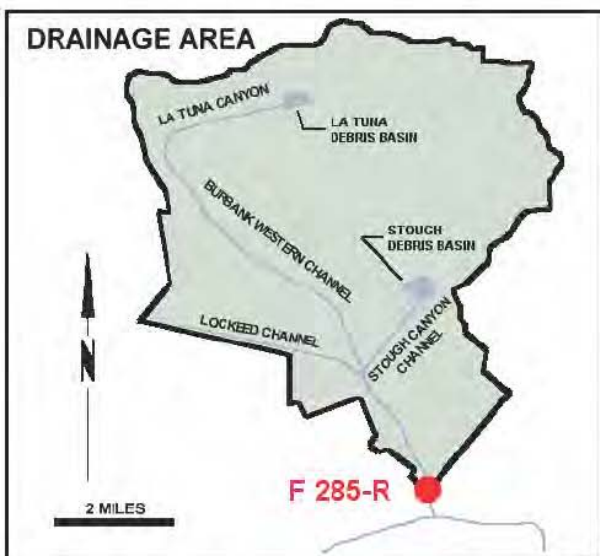 DRAINAGE AREA
LA TUNA CANYON
LA TUNA
DEBRIS BASIN
BURBANK WESTERN CHANNEL
STOUGH
DEBRIS BASIN
LOCKEED CHANNEL
STOUGH CANYON
CHANNEL
N
F 285-R
2 MILES